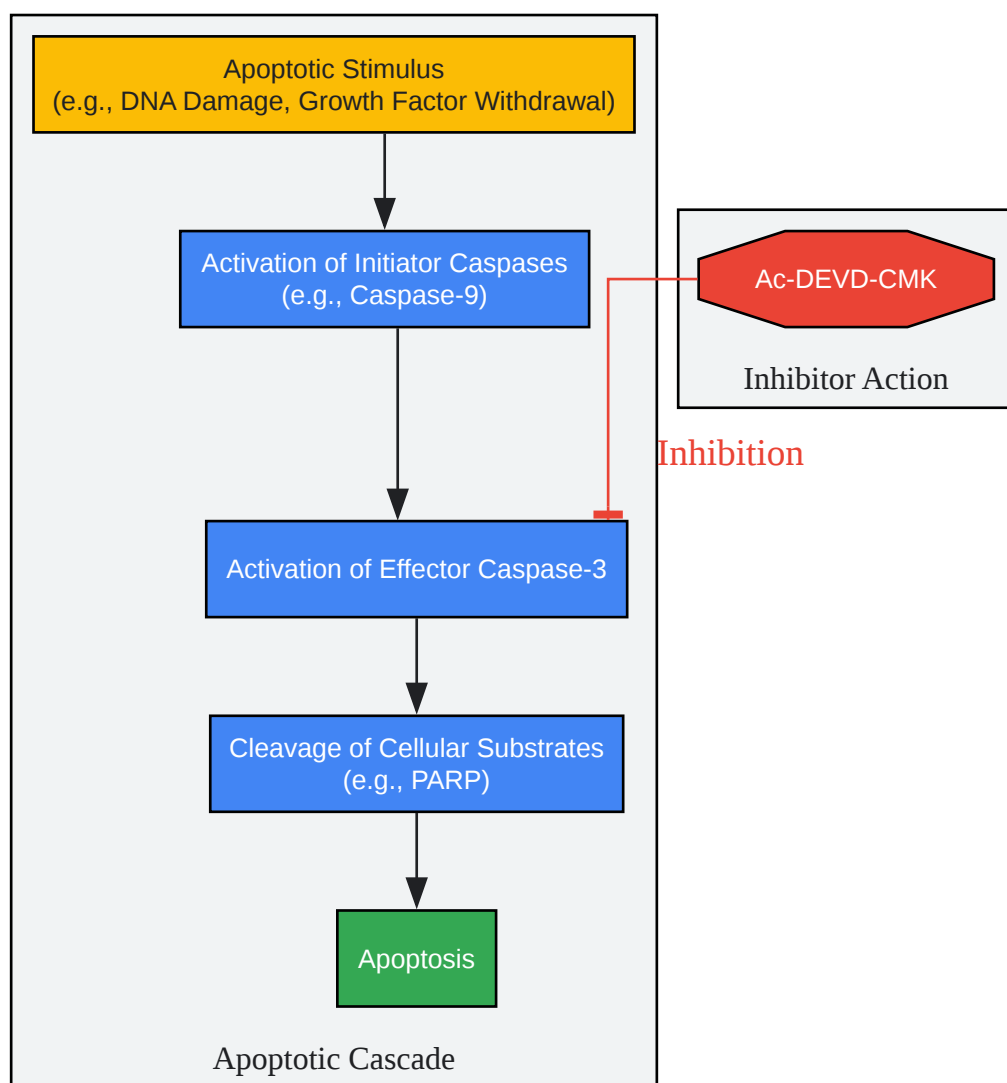 Apoptotic Stimulus
(e.g., DNA Damage, Growth Factor Withdrawal)
Activation of Initiator Caspases
(e.g., Caspase-9)
Ac-DEVD-CMK
Inhibitor Action
Inhibition
Activation of Effector Caspase-3
Cleavage of Cellular Substrates
(e.g., PARP)
Apoptosis
Apoptotic Cascade